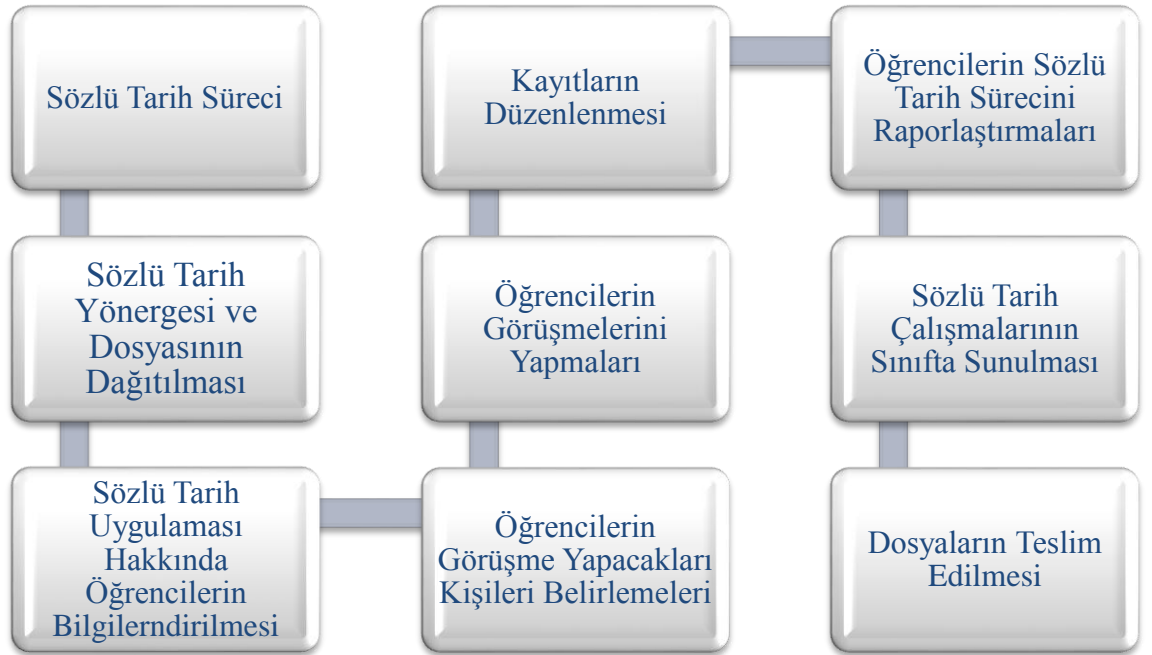 Sözlü Tarih Süreci
Sözlü Tarih
Yönergesi ve
Dosyasının
Dağıtılması
Sözlü Tarih
Uygulaması
Hakkında
Öğrencilerin
Bilgilerndirilmesi
Öğrencilerin
Görüşme Yapacakları
Kişileri Belirlemeleri
Öğrencilerin
Görüşmelerini
Yapmaları
Kayıtların
Düzenlenmesi
Öğrencilerin Sözlü
Tarih Sürecini
Raporlaştırmaları
Sözlü Tarih
Çalışmalarının
Sınıfta Sunulması
Dosyaların Teslim
Edilmesi